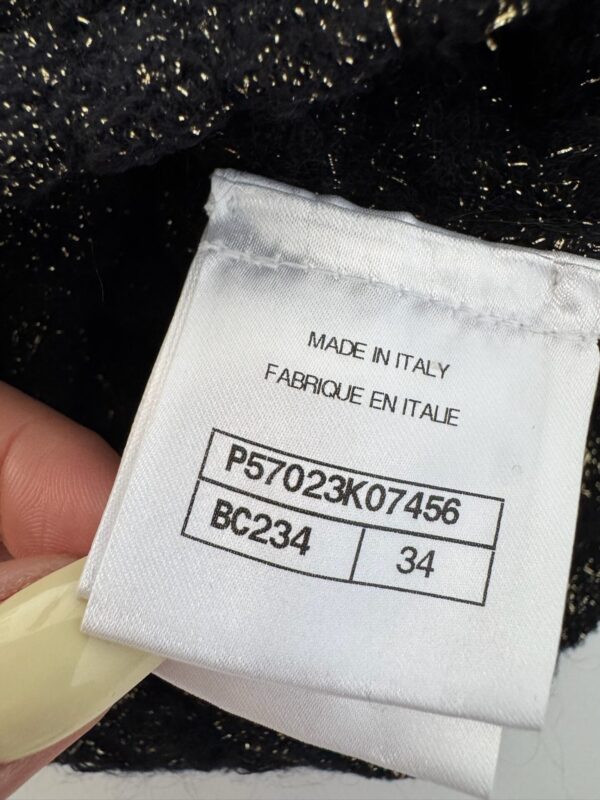 MADE IN ITALY
FABRIQUE EN ITALIE
P57023K07456
BC234 34